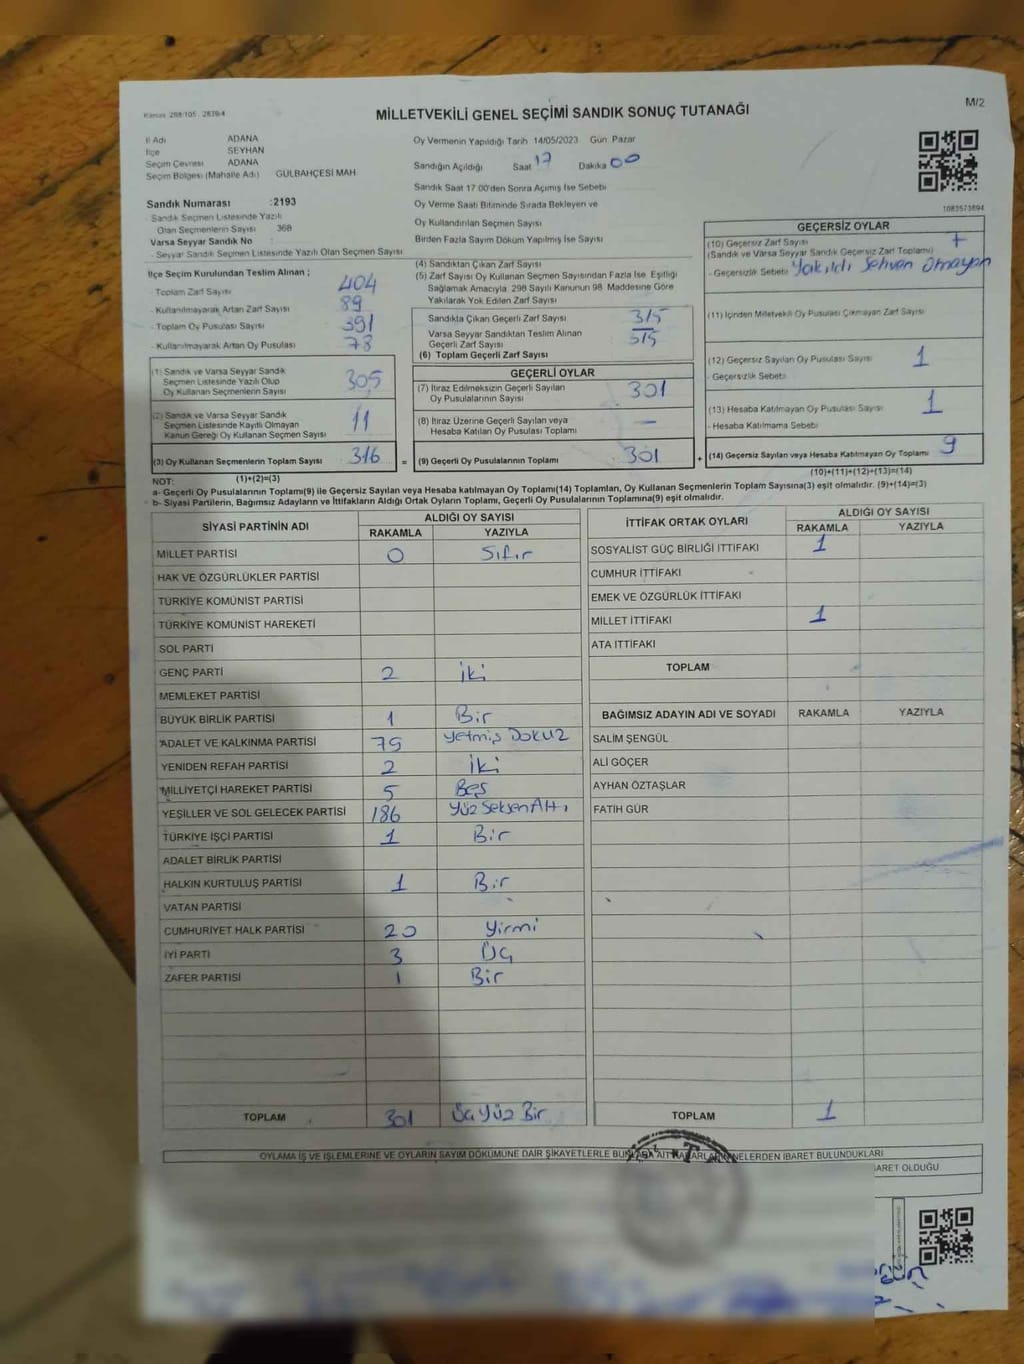 MİLLETVEKİLİ GENEL SEÇİMİ SANDIK SONUÇ TUTANAĞI
M/2
İl Adı ADANA
İlçe SEYHAN
Seçim Çevresi ADANA
Seçim Bölgesi (Mahalle Adı) GÜLBAHÇESİ MAH
Sandık Numarası :2193
- Sandık Seçmen Listesinde Yazılı
Olan Seçmenlerin Sayısı 368
Varsa Seyyar Sandık No
- Seyyar Sandık Seçmen Listesinde Yazılı Olan Seçmen Sayısı
İlçe Seçim Kurulundan Teslim Alınan ;
- Toplam Zarf Sayısı 404
- Kullanılmayarak Artan Zarf Sayısı 89
- Toplam Oy Pusulası Sayısı 391
- Kullanılmayarak Artan Oy Pusulası 78
Oy Vermenin Yapıldığı Tarih 14/05/2023 Gün Pazar
Sandığın Açıldığı Saat 17 Dakika 00
Sandık Saat 17 00'den Sonra Açılmış İse Sebebi
Oy Verme Saati Bitiminde Sırada Bekleyen ve
Oy Kullandırılan Seçmen Sayısı
Birden Fazla Sayım Döküm Yapılmış İse Sayısı
(4) Sandıktan Çıkan Zarf Sayısı
(5) Zarf Sayısı Oy Kullanan Seçmen Sayısından Fazla İse Eşitliği
Sağlamak Amacıyla 298 Sayılı Kanunun 98 Maddesine Göre
Yakılarak Yok Edilen Zarf Sayısı
Sandıkta Çıkan Geçerli Zarf Sayısı 315
Varsa Seyyar Sandıktan Teslim Alınan
Geçerli Zarf Sayısı
(6) Toplam Geçerli Zarf Sayısı
1083573894
GEÇERSİZ OYLAR
(10) Geçersiz Zarf Sayısı
(Sandık ve Varsa Seyyar Sandık Geçersiz Zarf Toplamı)
- Geçersizlik Sebebi Yakıldı
(11) İçinden Milletvekili Oy Pusulası Çıkmayan Zarf Sayısı
(12) Geçersiz Sayılan Oy Pusulası Sayısı 1
- Geçersizlik Sebebi
(13) Hesaba Katılmayan Oy Pusulası Sayısı 1
- Hesaba Katılmama Sebebi
(14) Geçersiz Sayılan veya Hesaba Katılmayan Oy Toplamı 9
(10)+(11)+(12)+(13)=(14)
(1) Sandık ve Varsa Seyyar Sandık
Seçmen Listesinde Yazılı Olup
Oy Kullanan Seçmenlerin Sayısı 305
(2) Sandık ve Varsa Seyyar Sandık
Seçmen Listesinde Kayıtlı Olmayan
Kanun Gereği Oy Kullanan Seçmen Sayısı 11
(3) Oy Kullanan Seçmenlerin Toplam Sayısı 316 =
(1)+(2)=(3)
GEÇERLİ OYLAR
(7) İtiraz Edilmeksizin Geçerli Sayılan
Oy Pusulalarının Sayısı 301
(8) İtiraz Üzerine Geçerli Sayılan veya
Hesaba Katılan Oy Pusulası Toplamı —
(9) Geçerli Oy Pusulalarının Toplamı 301 +
NOT:
a- Geçerli Oy Pusulalarının Toplamı(9) ile Geçersiz Sayılan veya Hesaba katılmayan Oy Toplamı(14) Toplamları, Oy Kullanan Seçmenlerin Toplam Sayısına(3) eşit olmalıdır. (9)+(14)=(3)
b- Siyasi Partilerin, Bağımsız Adayların ve İttifakların Aldığı Ortak Oyların Toplamı, Geçerli Oy Pusulalarının Toplamına(9) eşit olmalıdır.
SİYASİ PARTİNİN ADI ALDIĞI OY SAYISI
RAKAMLA YAZIYLA
MİLLET PARTİSİ 0 Sıfır
HAK VE ÖZGÜRLÜKLER PARTİSİ
TÜRKİYE KOMÜNİST PARTİSİ
TÜRKİYE KOMÜNİST HAREKETİ
SOL PARTİ
GENÇ PARTİ 2 iki
MEMLEKET PARTİSİ
BÜYÜK BİRLİK PARTİSİ 1 Bir
ADALET VE KALKINMA PARTİSİ 79 Yetmiş Dokuz
YENİDEN REFAH PARTİSİ 2 iki
MİLLİYETÇİ HAREKET PARTİSİ 5 Beş
YEŞİLLER VE SOL GELECEK PARTİSİ 186 Yüz Seksen Altı
TÜRKİYE İŞÇİ PARTİSİ 1 Bir
ADALET BİRLİK PARTİSİ
HALKIN KURTULUŞ PARTİSİ 1 Bir
VATAN PARTİSİ
CUMHURİYET HALK PARTİSİ 20 Yirmi
İYİ PARTİ 3 Üç
ZAFER PARTİSİ 1 Bir
TOPLAM 301 Üçyüz Bir
İTTİFAK ORTAK OYLARI ALDIĞI OY SAYISI
RAKAMLA YAZIYLA
SOSYALİST GÜÇ BİRLİĞİ İTTİFAKI 1
CUMHUR İTTİFAKI
EMEK VE ÖZGÜRLÜK İTTİFAKI
MİLLET İTTİFAKI 1
ATA İTTİFAKI
TOPLAM
BAĞIMSIZ ADAYIN ADI VE SOYADI RAKAMLA YAZIYLA
SALİM ŞENGÜL
ALİ GÖÇER
AYHAN ÖZTAŞLAR
FATİH GÜR
TOPLAM 1
OYLAMA İŞ VE İŞLEMLERİNE VE OYLARIN SAYIM DÖKÜMÜNE DAİR ŞİKAYETLERLE BUNLARA AİT KARARLAR NELERDEN İBARET BULUNDUKLARI
BARET OLDUĞU